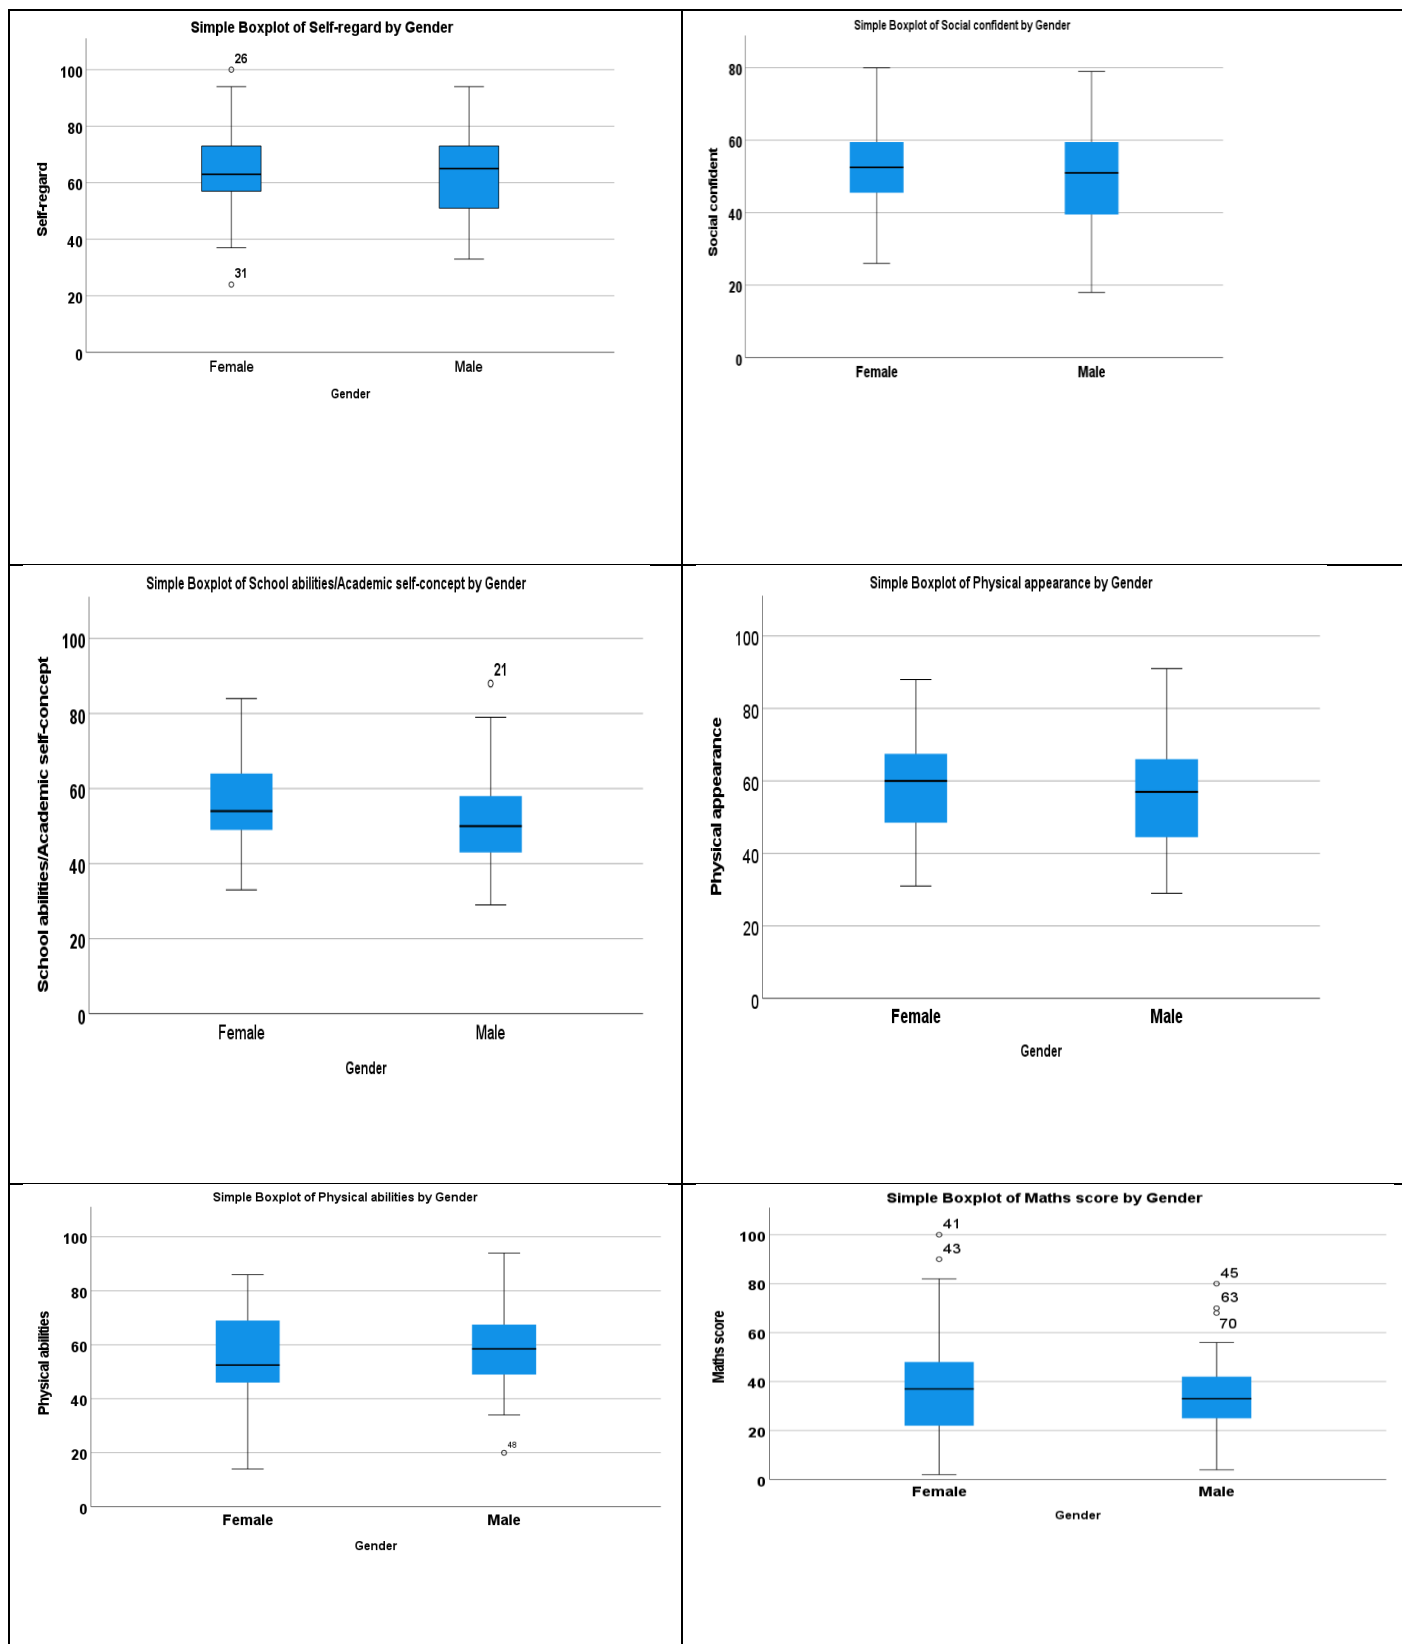 Simple Boxplot of Self-regard by Gender
Self-regard
100
80
60
40
20
0
26
31
Female Male
Gender
Simple Boxplot of Social confident by Gender
Social confident
80
60
40
20
0
Female Male
Simple Boxplot of School abilities/Academic self-concept by Gender
School abilities/Academic self-concept
100
80
60
40
20
0
21
Female Male
Gender
Simple Boxplot of Physical appearance by Gender
Physical appearance
100
80
60
40
20
0
Female Male
Gender
Simple Boxplot of Physical abilities by Gender
Physical abilities
100
80
60
40
20
0
48
Female Male
Gender
Simple Boxplot of Maths score by Gender
Maths score
100
80
60
40
20
0
41
43
45
63
70
Female Male
Gender